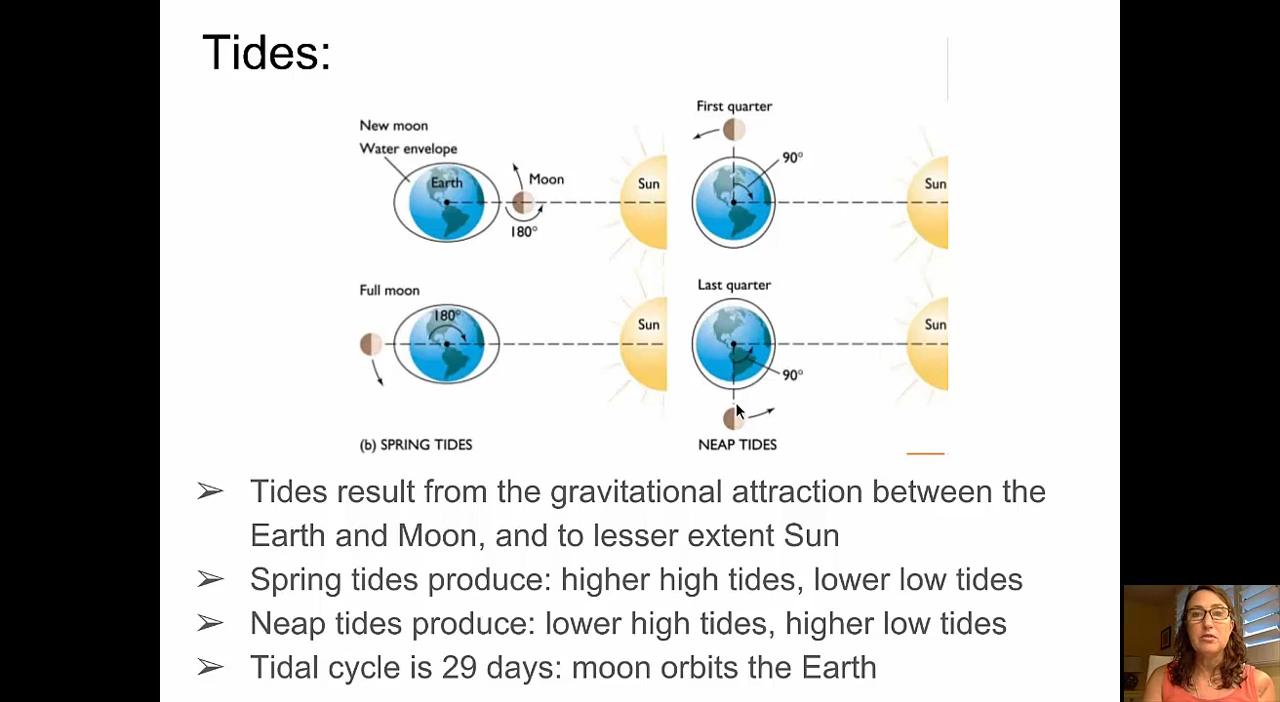 Tides:
New moon
Water envelope
Earth
Moon
180°
Sun
First quarter
90°
Sun
Full moon
180°
Sun
Last quarter
90°
Sun
(b) SPRING TIDES
NEAP TIDES
➢ Tides result from the gravitational attraction between the
Earth and Moon, and to lesser extent Sun
➢ Spring tides produce: higher high tides, lower low tides
➢ Neap tides produce: lower high tides, higher low tides
➢ Tidal cycle is 29 days: moon orbits the Earth